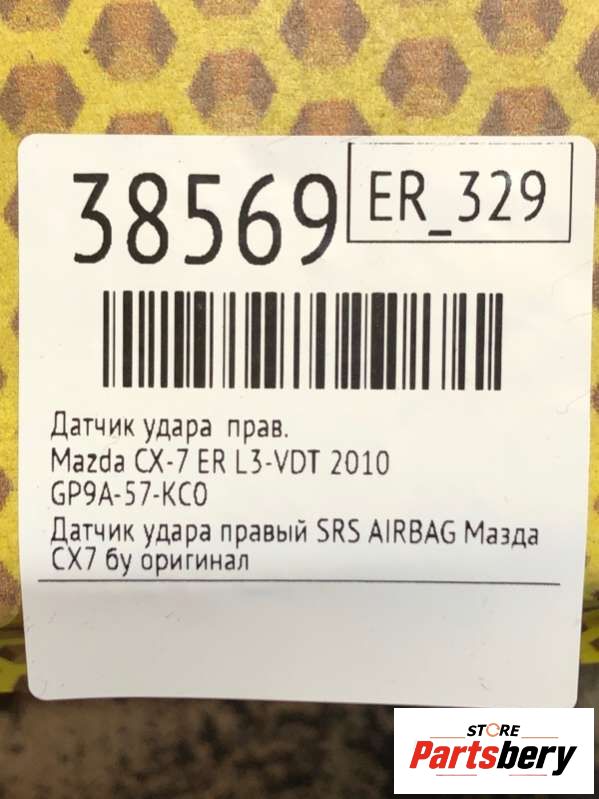 38569
ER_329
Датчик удара прав.
Mazda CX-7 ER L3-VDT 2010
GP9A-57-KC0
Датчик удара правый SRS AIRBAG Мазда
CX7 бу оригинал
STORE
Partsbery